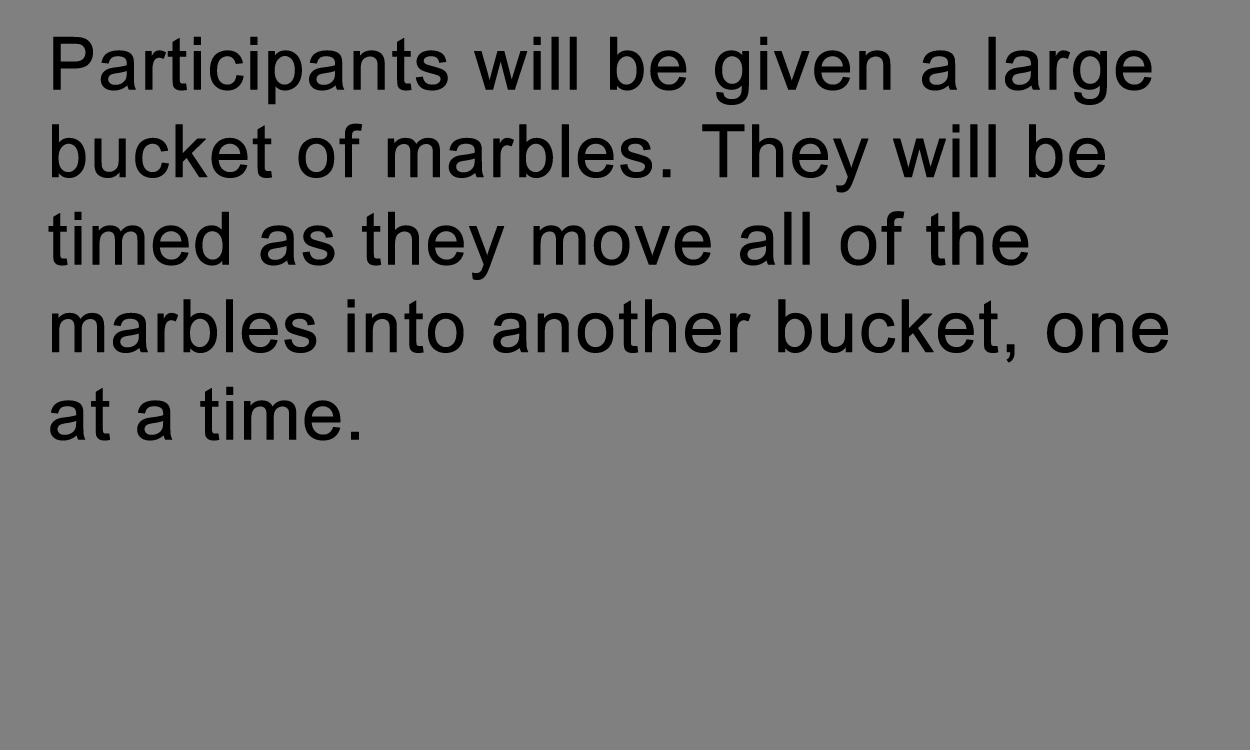 Participants will be given a large
bucket of marbles. They will be
timed as they move all of the
marbles into another bucket, one
at a time.